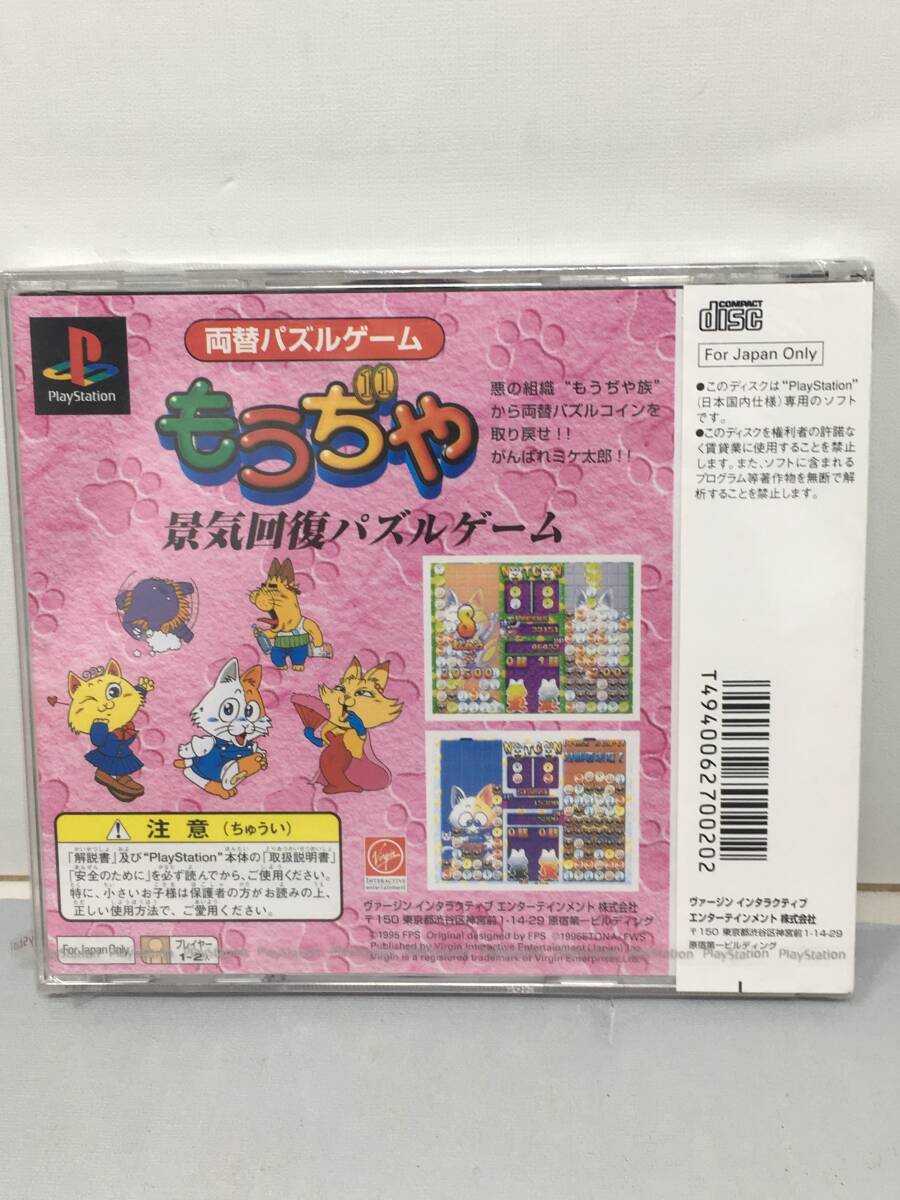 PlayStation
両替パズルゲーム
もうぢや
11
悪の組織 “もうぢや族”
から両替パズルコインを
取り戻せ!!
がんばれミケ太郎!!
景気回復パズルゲーム
注意(ちゅうい)
「解説書」及び“PlayStation”本体の「取扱説明書」
「安全のために」を必ず読んでから、ご使用ください。
特に、小さいお子様は保護者の方がお読みの上、
正しい使用方法で、ご愛用ください。
For Japan Only
プレイヤー
1~2人
Virgin
INTERACTIVE
entertainment
ヴァージン インタラクティブ エンターテインメント 株式会社
〒150 東京都渋谷区神宮前1-14-29 原宿第一ビルディング
©1995 FPS Original designed by FPS
Published by Virgin Interactive Entertainment (Japan) Inc.
Virgin is a registered trademark of Virgin Enterprises Ltd.
COMPACT
disc
For Japan Only
●このディスクは“PlayStation”
(日本国内仕様)専用のソフト
です。
●このディスクを権利者の許諾な
く賃貸業に使用することを禁止
します。また、ソフトに含まれる
プログラム等著作物を無断で解
析することを禁止します。
T4940062700202
ヴァージン インタラクティブ
エンターテインメント 株式会社
〒150 東京都渋谷区神宮前1-14-29
原宿第一ビルディング
PlayStation PlayStation